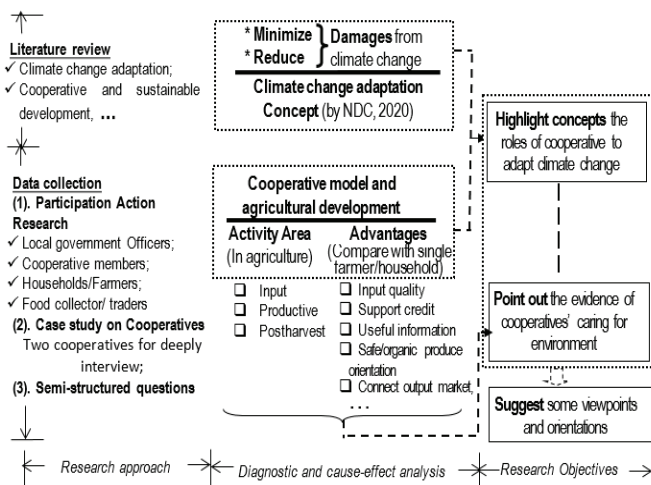 Literature review
✓ Climate change adaptation;
✓ Cooperative and sustainable
development, ...
Data collection
(1). Participation Action
Research
✓ Local government Officers;
✓ Cooperative members;
✓ Households/Farmers;
✓ Food collector/ traders
(2). Case study on Cooperatives
Two cooperatives for deeply
interview;
(3). Semi-structured questions
* Minimize
* Reduce
Damages from
climate change
Climate change adaptation
Concept (by NDC, 2020)
Cooperative model and
agricultural development
Activity Area
(In agriculture)
❑ Input
❑ Productive
❑ Postharvest
Advantages
(Compare with single
farmer/household)
❑ Input quality
❑ Support credit
❑ Useful information
❑ Safe/organic produce
orientation
❑ Connect output market,
...
Highlight concepts the
roles of cooperative to
adapt climate change
Point out the evidence of
cooperatives' caring for
environment
Suggest some viewpoints
and orientations
Research approach
Diagnostic and cause-effect analysis
Research Objectives